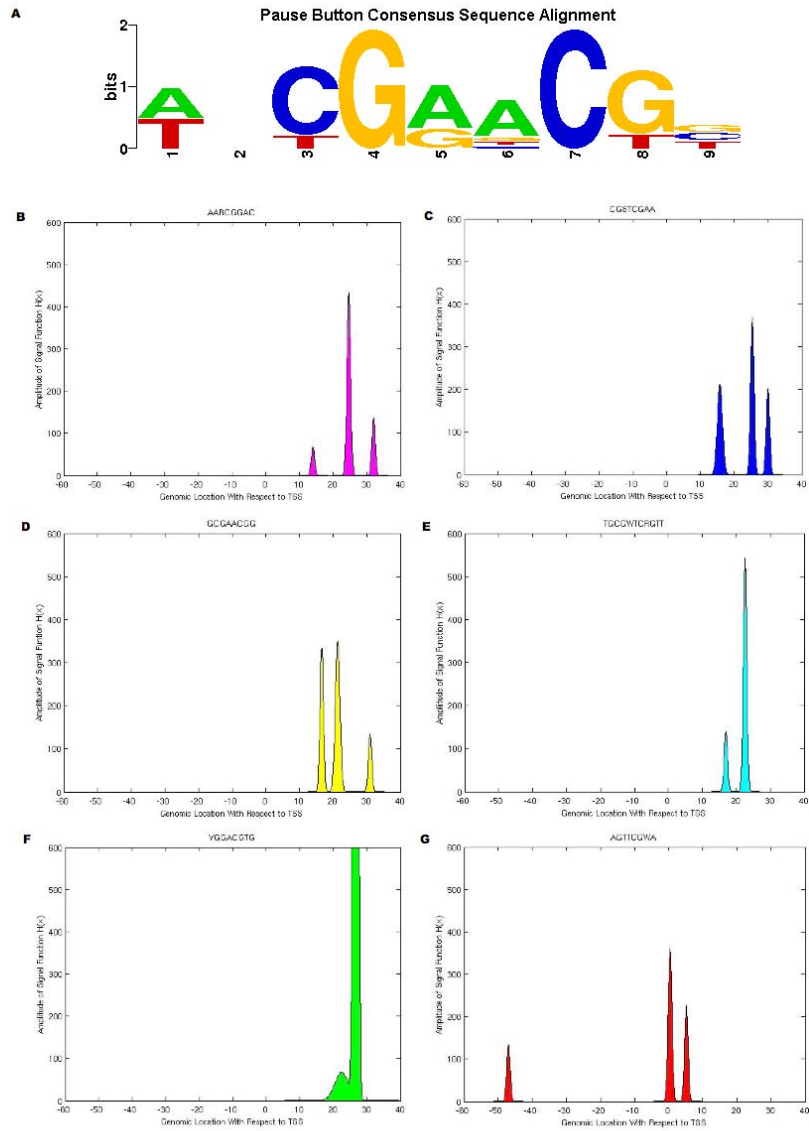 A
Pause Button Consensus Sequence Alignment
2
1
0
bits
A
T
C
T
G
A
G
A
C
G
T
1 2 3 4 5 6 7 8 9
B
AARCGGAC
600
500
400
300
200
100
0
Amplitude of Signal Function H(x)
-60 -50 -40 -30 -20 -10 0 10 20 30 40
Genomic Location With Respect to TSS
C
CGSTCGAA
600
500
400
300
200
100
0
Amplitude of Signal Function H(x)
-60 -50 -40 -30 -20 -10 0 10 20 30 40
Genomic Location With Respect to TSS
D
GCGAACGG
600
500
400
300
200
100
0
Amplitude of Signal Function H(x)
-60 -50 -40 -30 -20 -10 0 10 20 30 40
Genomic Location With Respect to TSS
E
TGCGWTCRGTT
600
500
400
300
200
100
0
Amplitude of Signal Function H(x)
-60 -50 -40 -30 -20 -10 0 10 20 30 40
Genomic Location With Respect to TSS
F
YGGACGTG
600
500
400
300
200
100
0
Amplitude of Signal Function H(x)
-60 -50 -40 -30 -20 -10 0 10 20 30 40
Genomic Location With Respect to TSS
G
AGTTCGWA
600
500
400
300
200
100
0
Amplitude of Signal Function H(x)
-60 -50 -40 -30 -20 -10 0 10 20 30 40
Genomic Location With Respect to TSS